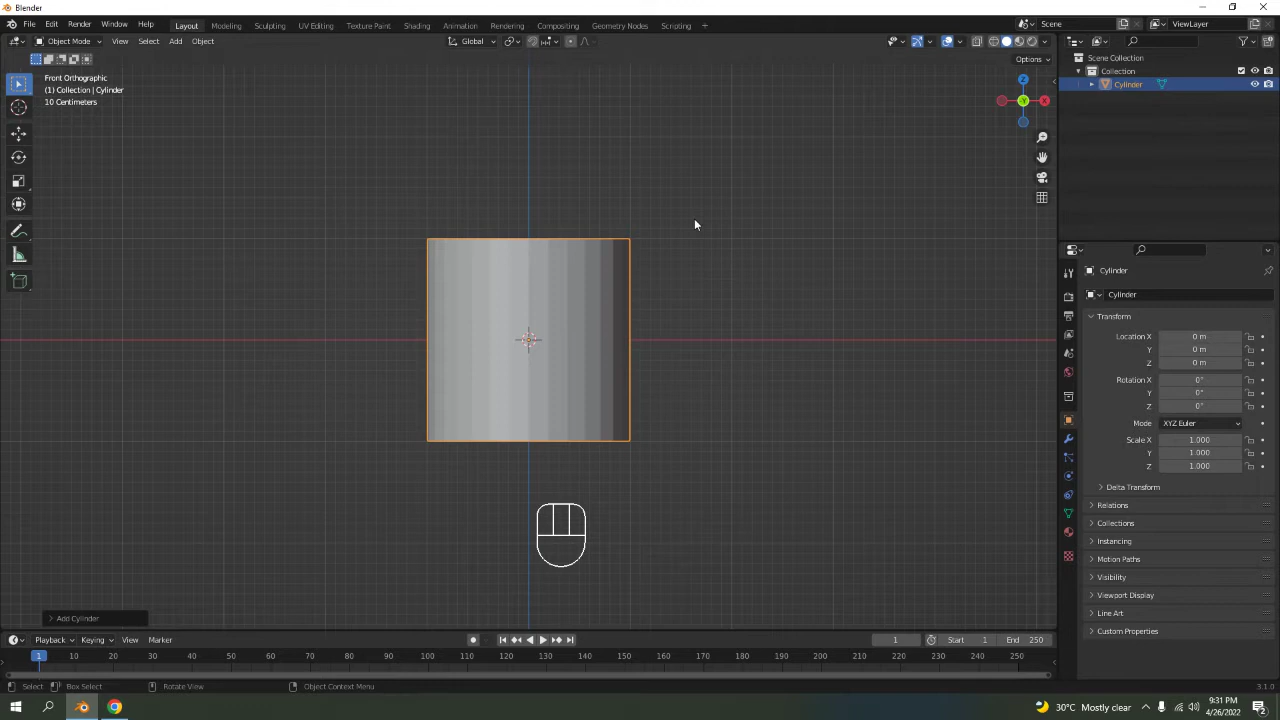 Blender
File Edit Render Window Help
Layout Modeling Sculpting UV Editing Texture Paint Shading Animation Rendering Compositing Geometry Nodes Scripting +
Scene ViewLayer
Object Mode View Select Add Object Global
Options
Front Orthographic
(1) Collection | Cylinder
10 Centimeters
Z
Y
X
Scene Collection
Collection
Cylinder
Cylinder
Cylinder
Transform
Location X 0 m
Y 0 m
Z 0 m
Rotation X 0°
Y 0°
Z 0°
Mode XYZ Euler
Scale X 1.000
Y 1.000
Z 1.000
Delta Transform
Relations
Collections
Instancing
Motion Paths
Visibility
Viewport Display
Line Art
Custom Properties
Add Cylinder
Playback Keying View Marker
1 Start 1 End 250
1 10 20 30 40 50 60 70 80 90 100 110 120 130 140 150 160 170 180 190 200 210 220 230 240 250
Select Box Select Rotate View Object Context Menu 3.1.0
30°C Mostly clear 9:31 PM
4/26/2022 2